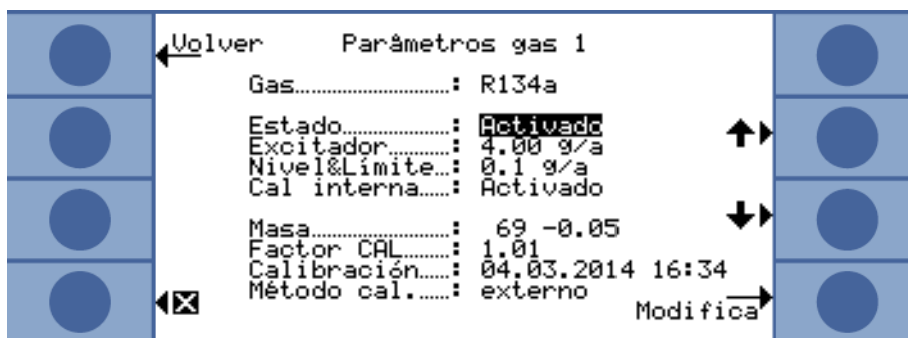 Volver Parâmetros gas 1
Gas..............................: R134a
Estado.....................: Activado
Excitador............: 4.00 g/a
Nivel&Límite..: 0.1 g/a
Cal interna......: Activado
Masa.......................: 69 -0.05
Factor CAL.......: 1.01
Calibración......: 04.03.2014 16:34
Método cal.......: externo
Modifica